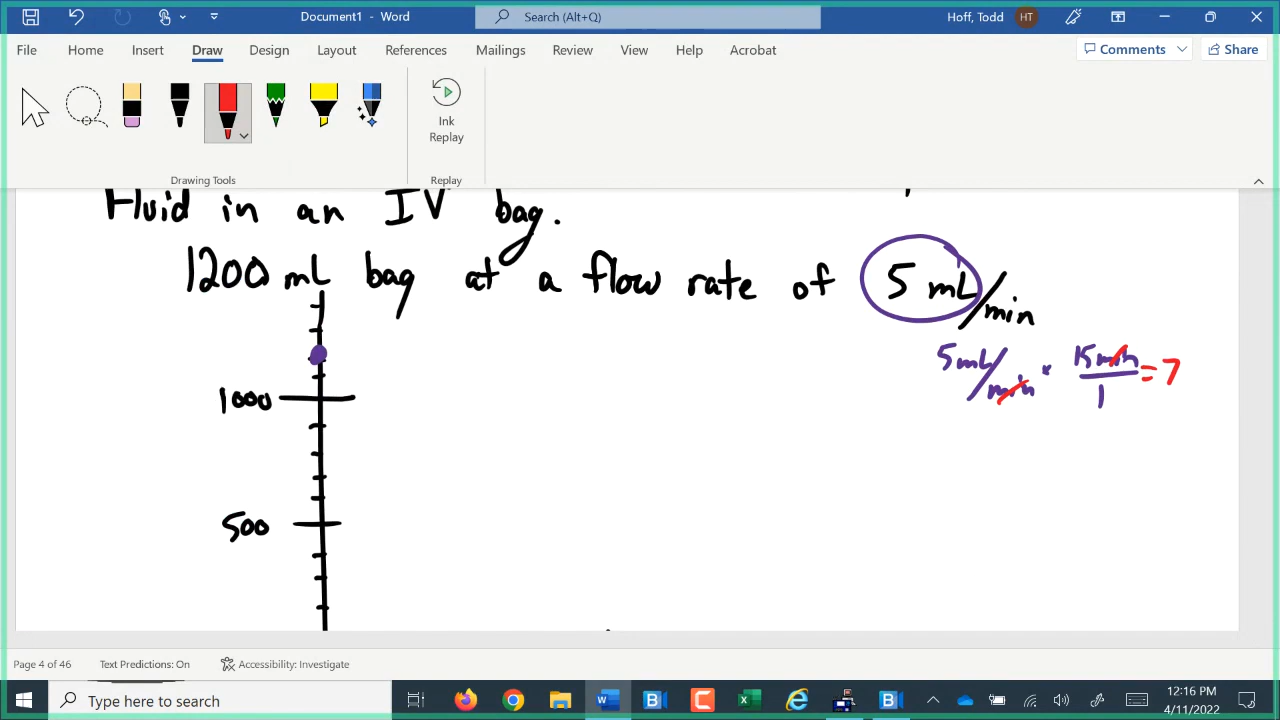 Document1 - Word
Search (Alt+Q)
Hoff, Todd
HT
File
Home
Insert
Draw
Design
Layout
References
Mailings
Review
View
Help
Acrobat
Comments
Share
Ink
Replay
Drawing Tools
Replay
Fluid in an IV bag.
1200 mL bag at a flow rate of 5 mL/min
5mL/min * 15min/1 = 7
1000
500
Page 4 of 46
Text Predictions: On
Accessibility: Investigate
Type here to search
12:16 PM
4/11/2022